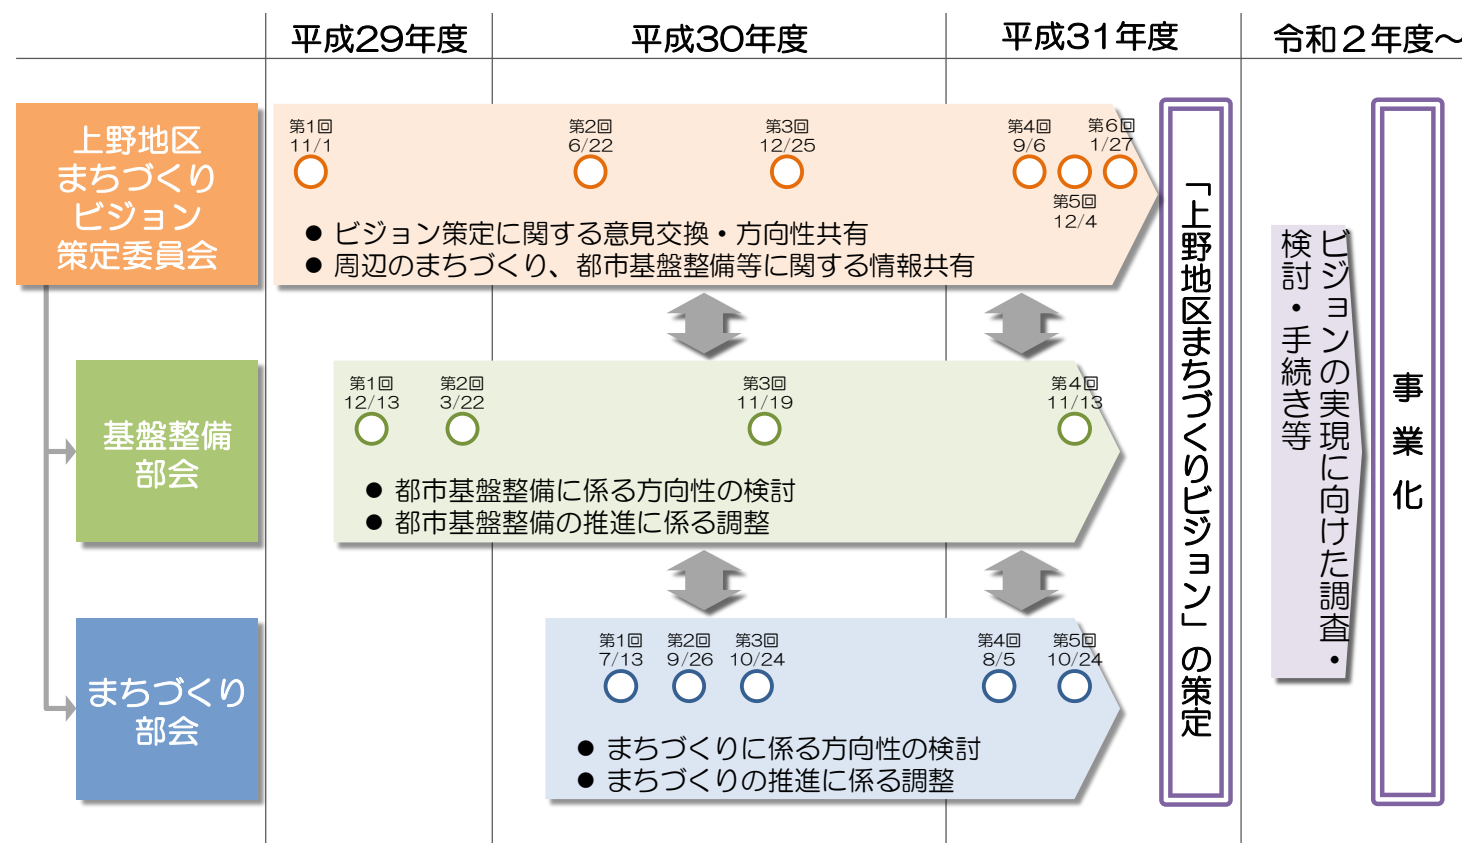 平成29年度
平成30年度
平成31年度
令和2年度～
上野地区
まちづくり
ビジョン
策定委員会
第1回
11/1
第2回
6/22
第3回
12/25
第4回
9/6
第5回
12/4
第6回
1/27
● ビジョン策定に関する意見交換・方向性共有
● 周辺のまちづくり、都市基盤整備等に関する情報共有
基盤整備
部会
第1回
12/13
第2回
3/22
第3回
11/19
第4回
11/13
● 都市基盤整備に係る方向性の検討
● 都市基盤整備の推進に係る調整
まちづくり
部会
第1回
7/13
第2回
9/26
第3回
10/24
第4回
8/5
第5回
10/24
● まちづくりに係る方向性の検討
● まちづくりの推進に係る調整
「上野地区まちづくりビジョン」の策定
ビジョンの実現に向けた調査・
検討・手続き等
事業化